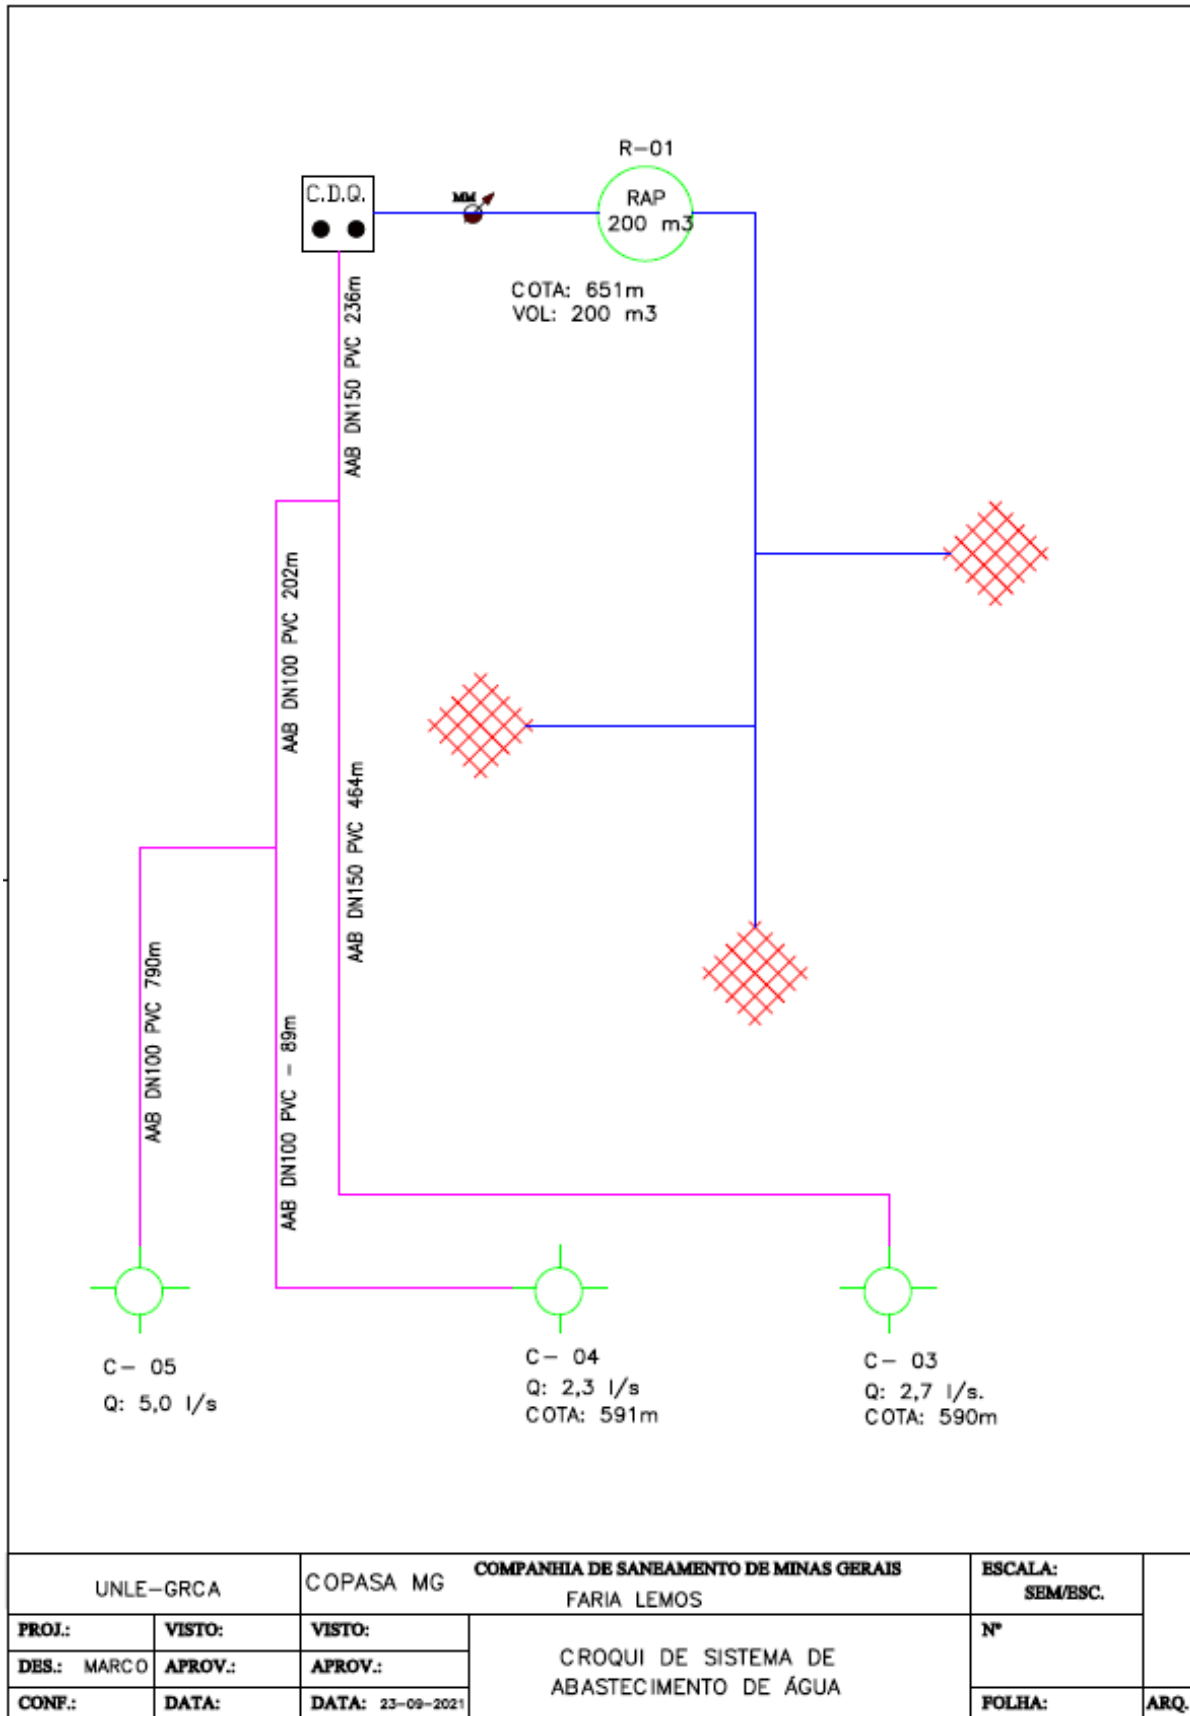 R-01
C.D.Q.
MM
RAP
200 m3
COTA: 651m
VOL: 200 m3
AAB DN150 PVC 236m
AAB DN100 PVC 202m
AAB DN150 PVC 464m
AAB DN100 PVC 790m
AAB DN100 PVC - 89m
C- 05
Q: 5,0 l/s
C- 04
Q: 2,3 l/s
COTA: 591m
C- 03
Q: 2,7 l/s.
COTA: 590m
UNLE-GRCA
COPASA MG
COMPANHIA DE SANEAMENTO DE MINAS GERAIS
FARIA LEMOS
ESCALA:
SEM/ESC.
PROJ.:
VISTO:
VISTO:
Nº
DES.: MARCO
APROV.:
APROV.:
CROQUI DE SISTEMA DE
ABASTECIMENTO DE ÁGUA
CONF.:
DATA:
DATA: 23-09-2021
FOLHA:
ARQ.